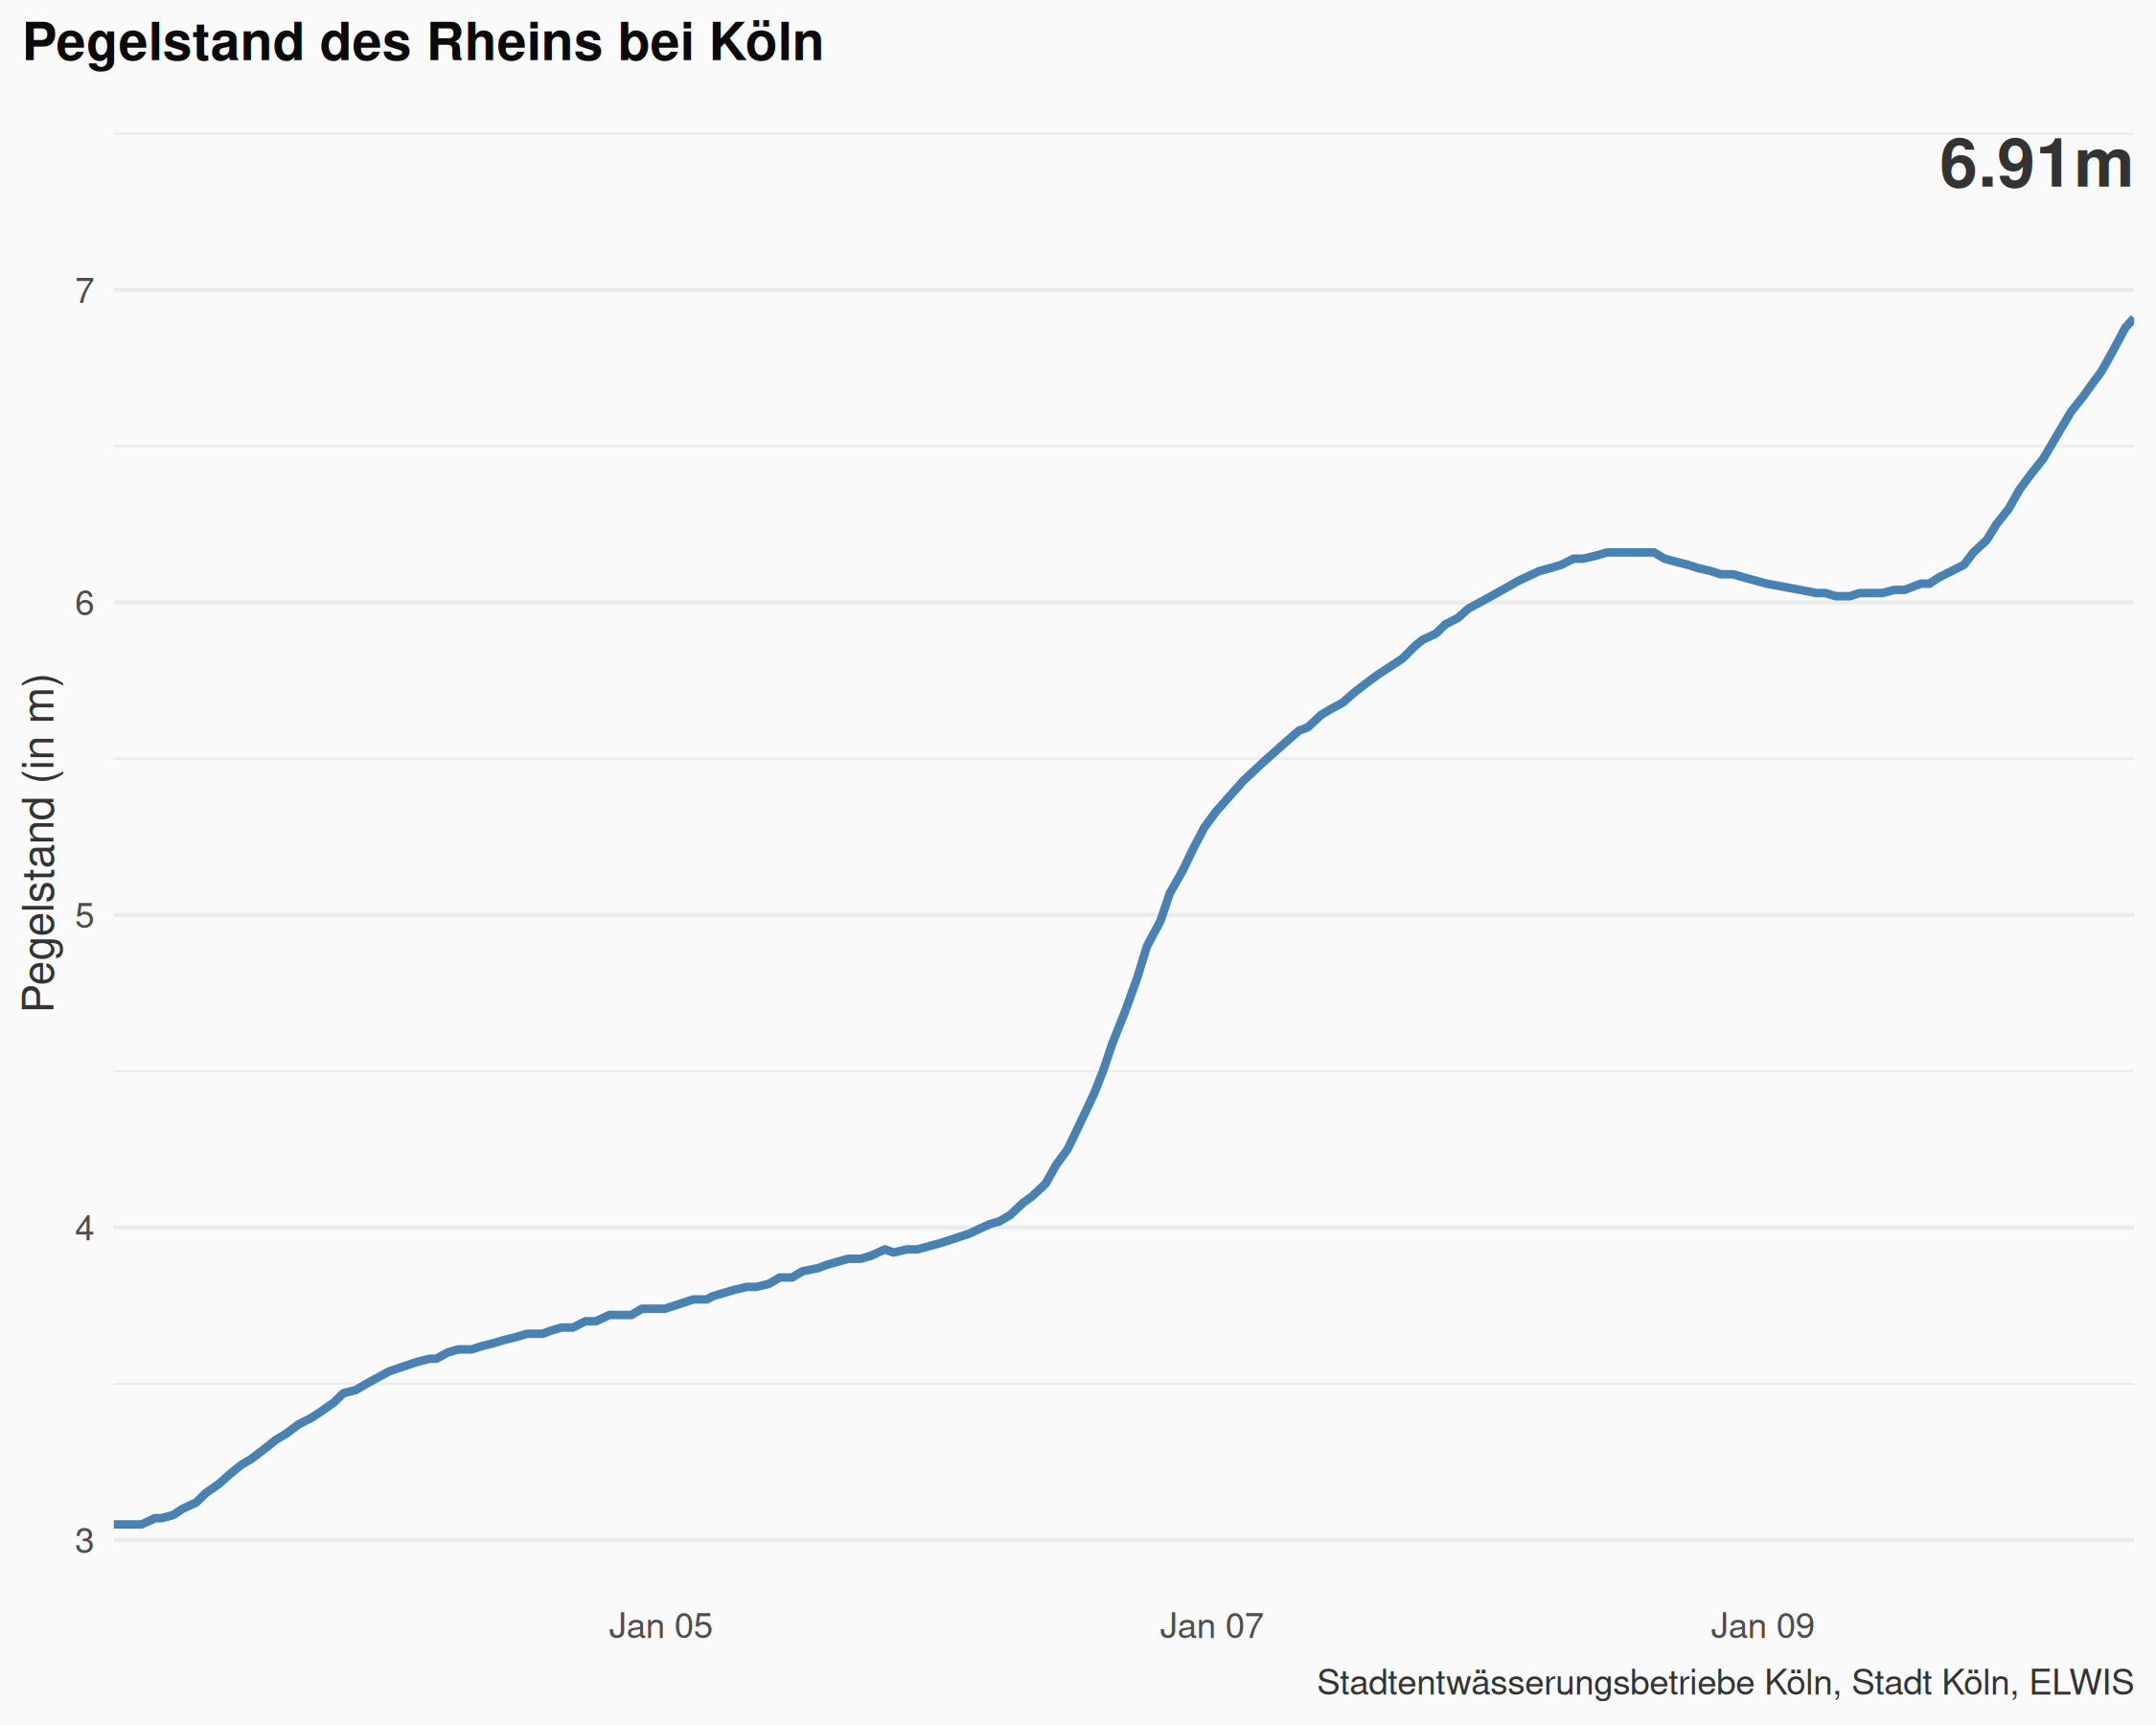 Pegelstand des Rheins bei Köln
6.91m
7
6
5
4
3
Pegelstand (in m)
Jan 05
Jan 07
Jan 09
Stadtentwässerungsbetriebe Köln, Stadt Köln, ELWIS